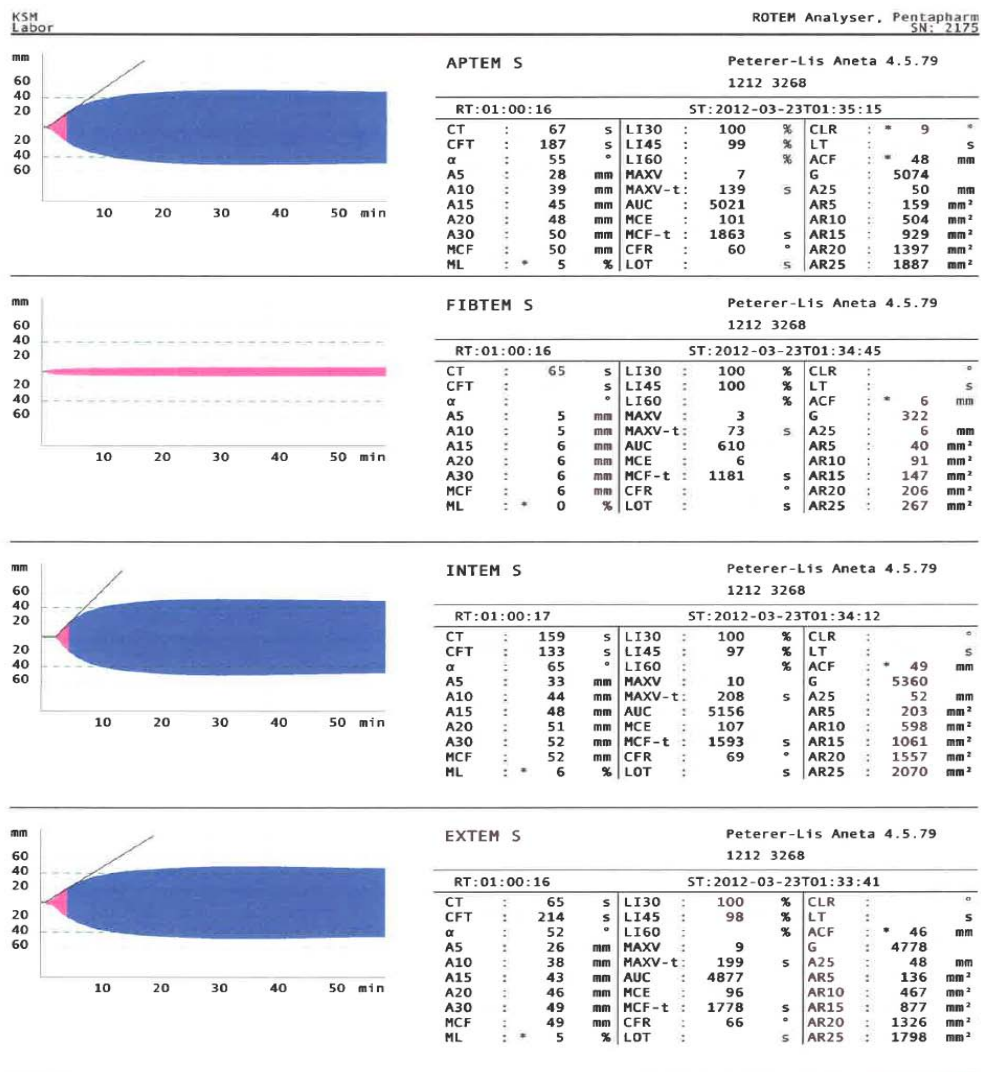 KSM
Labor
ROTEM Analyser, Pentapharm
SN: 2175
mm
60
40
20
20
40
60
10 20 30 40 50 min
APTEM S
Peterer-Lis Aneta 4.5.79
1212 3268
RT:01:00:16 ST:2012-03-23T01:35:15
CT : 67 s LI30 : 100 % CLR : * 9 °
CFT : 187 s LI45 : 99 % LT : s
α : 55 ° LI60 : % ACF : * 48 mm
A5 : 28 mm MAXV : 7 G : 5074
A10 : 39 mm MAXV-t: 139 s A25 : 50 mm
A15 : 45 mm AUC : 5021 AR5 : 159 mm²
A20 : 48 mm MCE : 101 AR10 : 504 mm²
A30 : 50 mm MCF-t : 1863 s AR15 : 929 mm²
MCF : 50 mm CFR : 60 ° AR20 : 1397 mm²
ML : * 5 % LOT : s AR25 : 1887 mm²
mm
60
40
20
20
40
60
10 20 30 40 50 min
FIBTEM S
Peterer-Lis Aneta 4.5.79
1212 3268
RT:01:00:16 ST:2012-03-23T01:34:45
CT : 65 s LI30 : 100 % CLR : °
CFT : s LI45 : 100 % LT : s
α : ° LI60 : % ACF : * 6 mm
A5 : 5 mm MAXV : 3 G : 322
A10 : 5 mm MAXV-t: 73 s A25 : 6 mm
A15 : 6 mm AUC : 610 AR5 : 40 mm²
A20 : 6 mm MCE : 6 AR10 : 91 mm²
A30 : 6 mm MCF-t : 1181 s AR15 : 147 mm²
MCF : 6 mm CFR : ° AR20 : 206 mm²
ML : * 0 % LOT : s AR25 : 267 mm²
mm
60
40
20
20
40
60
10 20 30 40 50 min
INTEM S
Peterer-Lis Aneta 4.5.79
1212 3268
RT:01:00:17 ST:2012-03-23T01:34:12
CT : 159 s LI30 : 100 % CLR : °
CFT : 133 s LI45 : 97 % LT : s
α : 65 ° LI60 : % ACF : * 49 mm
A5 : 33 mm MAXV : 10 G : 5360
A10 : 44 mm MAXV-t: 208 s A25 : 52 mm
A15 : 48 mm AUC : 5156 AR5 : 203 mm²
A20 : 51 mm MCE : 107 AR10 : 598 mm²
A30 : 52 mm MCF-t : 1593 s AR15 : 1061 mm²
MCF : 52 mm CFR : 69 ° AR20 : 1557 mm²
ML : * 6 % LOT : s AR25 : 2070 mm²
mm
60
40
20
20
40
60
10 20 30 40 50 min
EXTEM S
Peterer-Lis Aneta 4.5.79
1212 3268
RT:01:00:16 ST:2012-03-23T01:33:41
CT : 65 s LI30 : 100 % CLR : °
CFT : 214 s LI45 : 98 % LT : s
α : 52 ° LI60 : % ACF : * 46 mm
A5 : 26 mm MAXV : 9 G : 4778
A10 : 38 mm MAXV-t: 199 s A25 : 48 mm
A15 : 43 mm AUC : 4877 AR5 : 136 mm²
A20 : 46 mm MCE : 96 AR10 : 467 mm²
A30 : 49 mm MCF-t : 1778 s AR15 : 877 mm²
MCF : 49 mm CFR : 66 ° AR20 : 1326 mm²
ML : * 5 % LOT : s AR25 : 1798 mm²